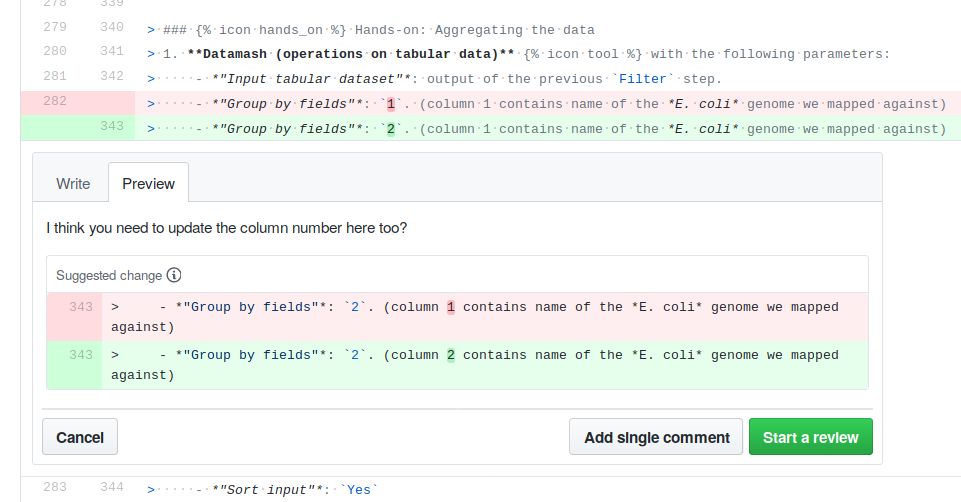 278 339
279 340 > ### {% icon hands_on %} Hands-on: Aggregating the data
280 341 > 1. **Datamash (operations on tabular data)** {% icon tool %} with the following parameters:
281 342 >·····- *"Input tabular dataset"*: output of the previous `Filter` step.
282 >·····- *"Group by fields"*: `1`. (column 1 contains name of the *E. coli* genome we mapped against)
343 >·····- *"Group by fields"*: `2`. (column 1 contains name of the *E. coli* genome we mapped against)
Write Preview
I think you need to update the column number here too?
Suggested change
343 > - *"Group by fields"*: `2`. (column 1 contains name of the *E. coli* genome we mapped
against)
343 > - *"Group by fields"*: `2`. (column 2 contains name of the *E. coli* genome we mapped
against)
Cancel Add single comment Start a review
283 344 >·····- *"Sort input"*: `Yes`